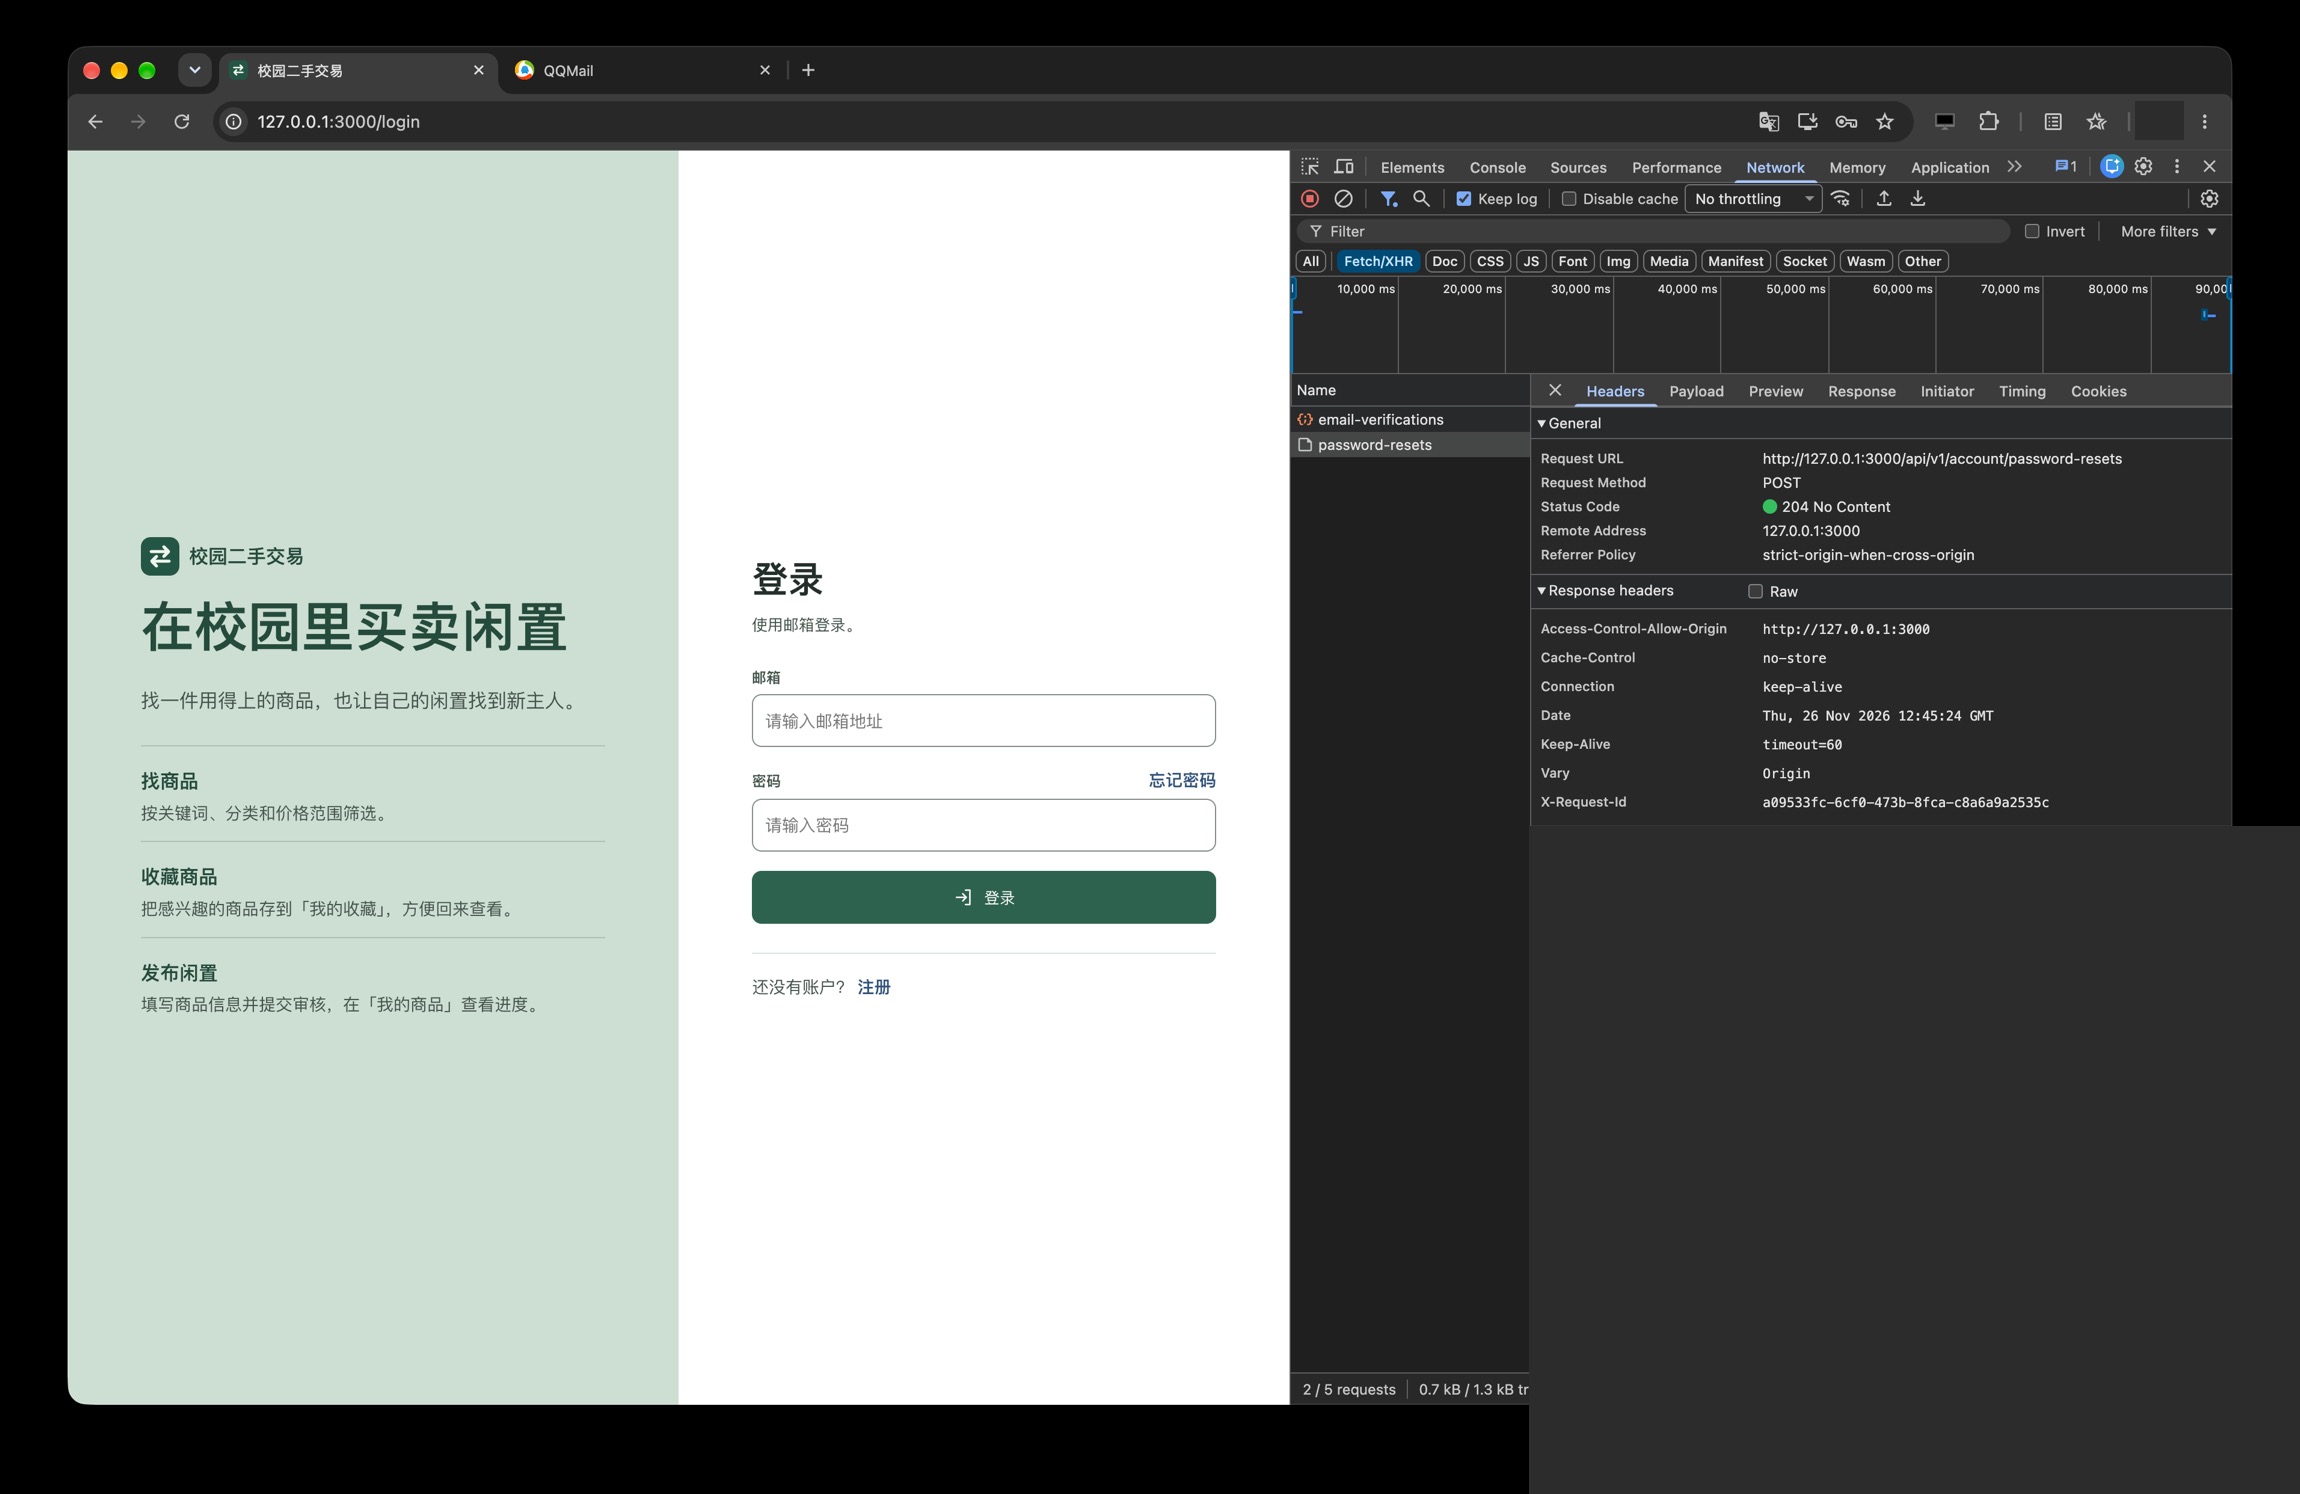 校园二手交易
QQMail
127.0.0.1:3000/login
校园二手交易
在校园里买卖闲置
找一件用得上的商品，也让自己的闲置找到新主人。
找商品
按关键词、分类和价格范围筛选。
收藏商品
把感兴趣的商品存到「我的收藏」，方便回来查看。
发布闲置
填写商品信息并提交审核，在「我的商品」查看进度。
登录
使用邮箱登录。
邮箱
请输入邮箱地址
密码 忘记密码
请输入密码
登录
还没有账户？ 注册
Elements Console Sources Performance Network Memory Application 1
Keep log Disable cache No throttling
Filter Invert More filters
All Fetch/XHR Doc CSS JS Font Img Media Manifest Socket Wasm Other
10,000 ms 20,000 ms 30,000 ms 40,000 ms 50,000 ms 60,000 ms 70,000 ms 80,000 ms 90,00
Name
email-verifications
password-resets
Headers Payload Preview Response Initiator Timing Cookies
General
Request URL http://127.0.0.1:3000/api/v1/account/password-resets
Request Method POST
Status Code 204 No Content
Remote Address 127.0.0.1:3000
Referrer Policy strict-origin-when-cross-origin
Response headers Raw
Access-Control-Allow-Origin http://127.0.0.1:3000
Cache-Control no-store
Connection keep-alive
Date Thu, 26 Nov 2026 12:45:24 GMT
Keep-Alive timeout=60
Vary Origin
X-Request-Id a09533fc-6cf0-473b-8fca-c8a6a9a2535c
2 / 5 requests 0.7 kB / 1.3 kB tr